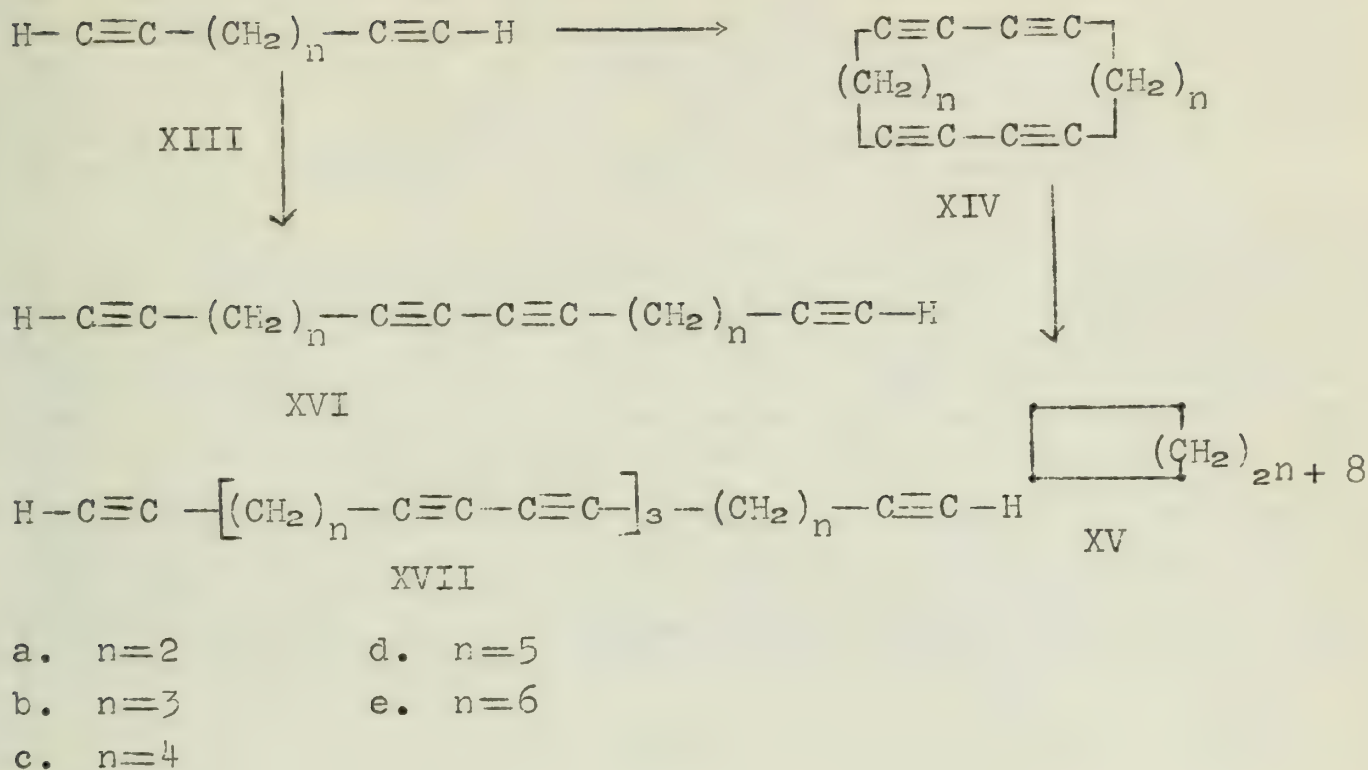 H—C≡C—(CH₂)ₙ—C≡C—H
C≡C—C≡C
(CH₂)ₙ (CH₂)ₙ
C≡C—C≡C
XIII
XIV
H—C≡C—(CH₂)ₙ—C≡C—C≡C—(CH₂)ₙ—C≡C—H
XVI
(CH₂)₂n + 8
H—C≡C—[(CH₂)ₙ—C≡C—C≡C—]₃—(CH₂)ₙ—C≡C—H
XV
XVII
a. n=2 d. n=5
b. n=3 e. n=6
c. n=4